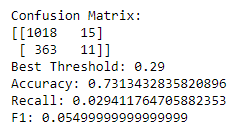 Confusion Matrix:
[[1018   15]
 [ 363   11]]
Best Threshold: 0.29
Accuracy: 0.7313432835820896
Recall: 0.029411764705882353
F1: 0.05499999999999999